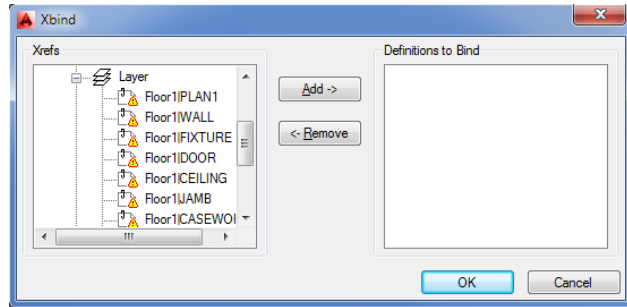 Xbind
Xrefs
Layer
Floor1|PLAN1
Floor1|WALL
Floor1|FIXTURE
Floor1|DOOR
Floor1|CEILING
Floor1|JAMB
Floor1|CASEWO
Add ->
<- Remove
Definitions to Bind
OK
Cancel